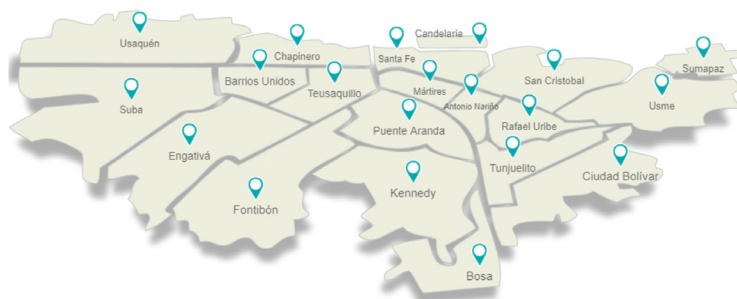 Usaquén
Chapinero
Candelaria
Santa Fe
Sumapaz
Suba
Barrios Unidos
Teusaquillo
Mártires
Antonio Nariño
San Cristobal
Usme
Engativá
Puente Aranda
Rafael Uribe
Fontibón
Kennedy
Tunjuelito
Ciudad Bolívar
Bosa